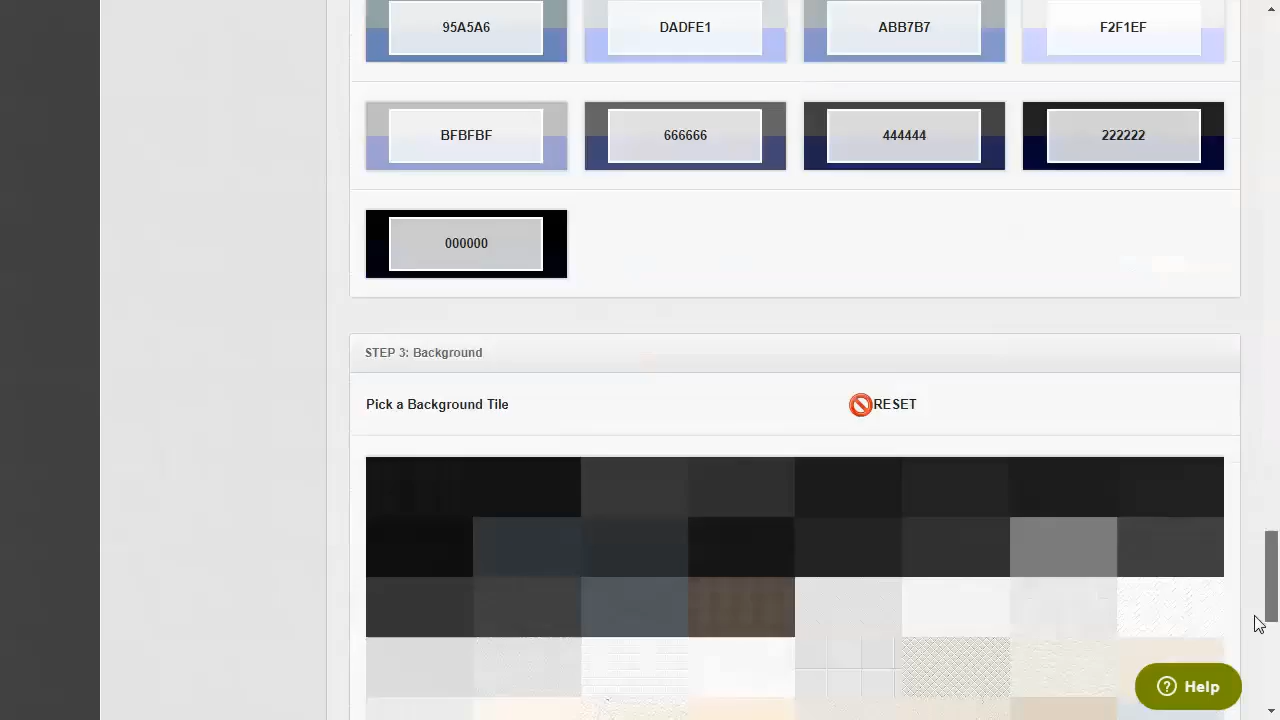 95A5A6 DADFE1 ABB7B7 F2F1EF
BFBFBF 666666 444444 222222
000000
STEP 3: Background
Pick a Background Tile RESET
Help